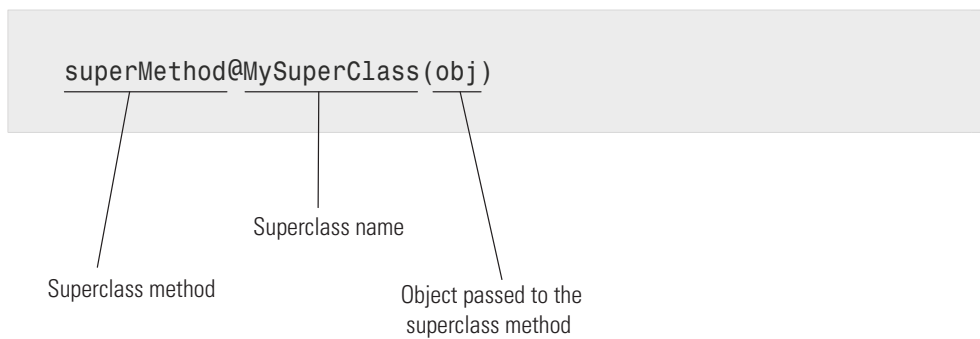 superMethod@MySuperClass(obj)
Superclass name
Superclass method
Object passed to the
superclass method